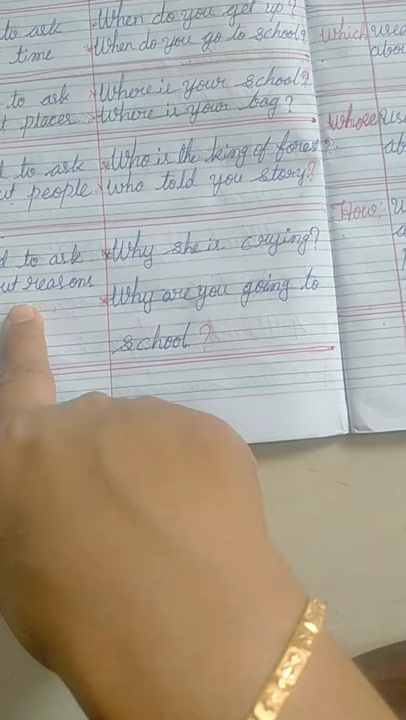 to ask *When do you get up?
time *When do you go to school?
to ask *Where is your school?
places *Where is your bag?
to ask *Who is the king of forest?
people *Who told you story?
to ask *Why she is crying?
reasons
*Why are you going to
school?
Which
Whose
How: